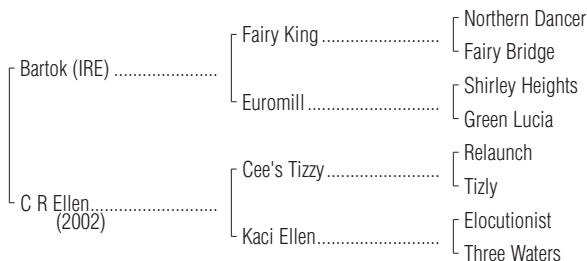 Northern Dancer
Fairy King ........................
Fairy Bridge
Bartok (IRE) .....................
Shirley Heights
Euromill ...........................
Green Lucia
Relaunch
Cee's Tizzy.......................
Tizly
C R Ellen..........................
(2002)
Elocutionist
Kaci Ellen.........................
Three Waters